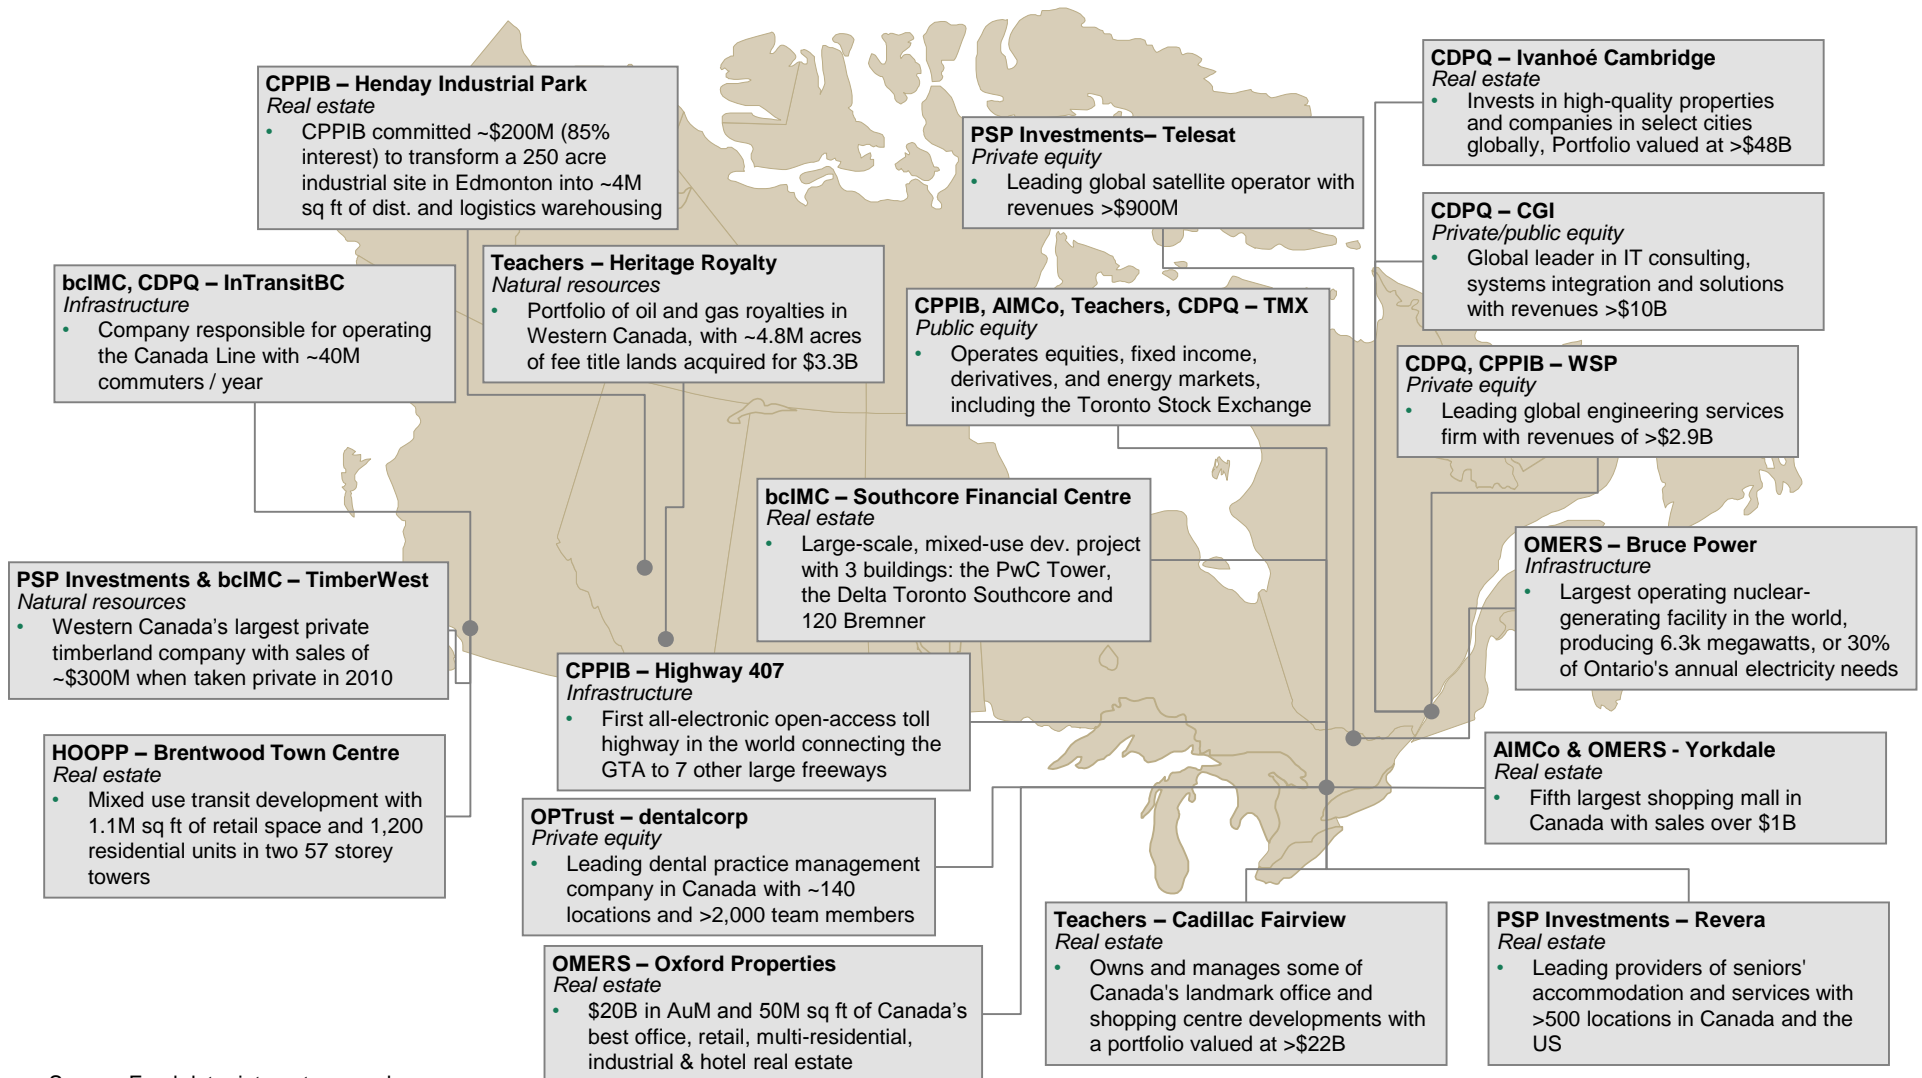 CPPIB – Henday Industrial Park
Real estate
• CPPIB committed ~$200M (85%
interest) to transform a 250 acre
industrial site in Edmonton into ~4M
sq ft of dist. and logistics warehousing
CDPQ – Ivanhoé Cambridge
Real estate
• Invests in high-quality properties
and companies in select cities
globally, Portfolio valued at >$48B
PSP Investments– Telesat
Private equity
• Leading global satellite operator with
revenues >$900M
CDPQ – CGI
Private/public equity
• Global leader in IT consulting,
systems integration and solutions
with revenues >$10B
bcIMC, CDPQ – InTransitBC
Infrastructure
• Company responsible for operating
the Canada Line with ~40M
commuters / year
Teachers – Heritage Royalty
Natural resources
• Portfolio of oil and gas royalties in
Western Canada, with ~4.8M acres
of fee title lands acquired for $3.3B
CPPIB, AIMCo, Teachers, CDPQ – TMX
Public equity
• Operates equities, fixed income,
derivatives, and energy markets,
including the Toronto Stock Exchange
CDPQ, CPPIB – WSP
Private equity
• Leading global engineering services
firm with revenues of >$2.9B
bcIMC – Southcore Financial Centre
Real estate
• Large-scale, mixed-use dev. project
with 3 buildings: the PwC Tower,
the Delta Toronto Southcore and
120 Bremner
OMERS – Bruce Power
Infrastructure
• Largest operating nuclear-
generating facility in the world,
producing 6.3k megawatts, or 30%
of Ontario's annual electricity needs
PSP Investments & bcIMC – TimberWest
Natural resources
• Western Canada's largest private
timberland company with sales of
~$300M when taken private in 2010
CPPIB – Highway 407
Infrastructure
• First all-electronic open-access toll
highway in the world connecting the
GTA to 7 other large freeways
HOOPP – Brentwood Town Centre
Real estate
• Mixed use transit development with
1.1M sq ft of retail space and 1,200
residential units in two 57 storey
towers
AIMCo & OMERS - Yorkdale
Real estate
• Fifth largest shopping mall in
Canada with sales over $1B
OPTrust – dentalcorp
Private equity
• Leading dental practice management
company in Canada with ~140
locations and >2,000 team members
Teachers – Cadillac Fairview
Real estate
• Owns and manages some of
Canada's landmark office and
shopping centre developments with
a portfolio valued at >$22B
PSP Investments – Revera
Real estate
• Leading providers of seniors'
accommodation and services with
>500 locations in Canada and the
US
OMERS – Oxford Properties
Real estate
• $20B in AuM and 50M sq ft of Canada's
best office, retail, multi-residential,
industrial & hotel real estate